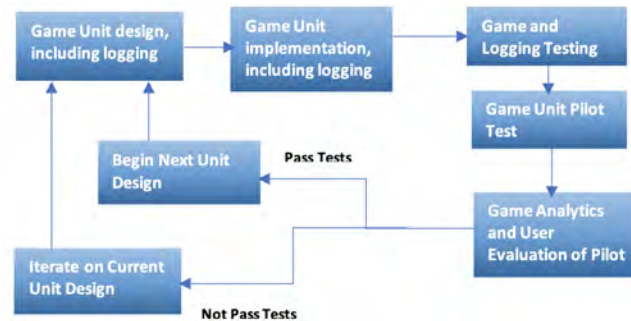 Game Unit design,
including logging
Game Unit
implementation,
including logging
Game and
Logging Testing
Game Unit Pilot
Test
Begin Next Unit
Design
Pass Tests
Game Analytics
and User
Evaluation of Pilot
Iterate on Current
Unit Design
Not Pass Tests